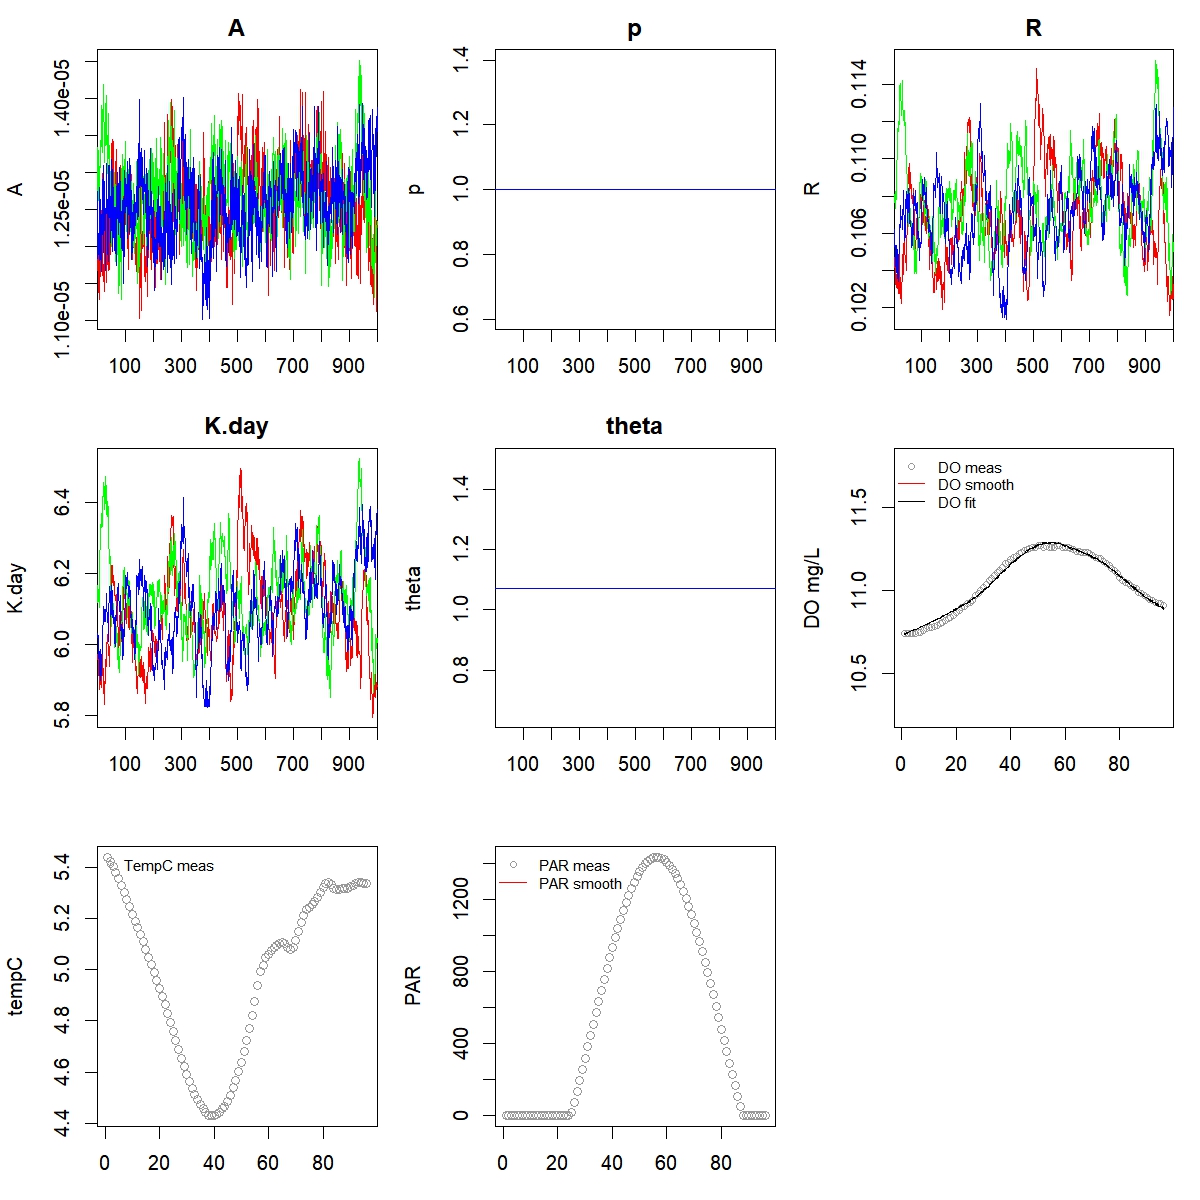 A
A
1.10e-05 1.25e-05 1.40e-05
100 300 500 700 900
p
p
0.6 0.8 1.0 1.2 1.4
100 300 500 700 900
R
R
0.102 0.106 0.110 0.114
100 300 500 700 900
K.day
K.day
5.8 6.0 6.2 6.4
100 300 500 700 900
theta
theta
0.8 1.0 1.2 1.4
100 300 500 700 900
DO mg/L
10.5 11.0 11.5
DO meas
DO smooth
DO fit
0 20 40 60 80
tempC
4.4 4.6 4.8 5.0 5.2 5.4
TempC meas
0 20 40 60 80
PAR
0 400 800 1200
PAR meas
PAR smooth
0 20 40 60 80